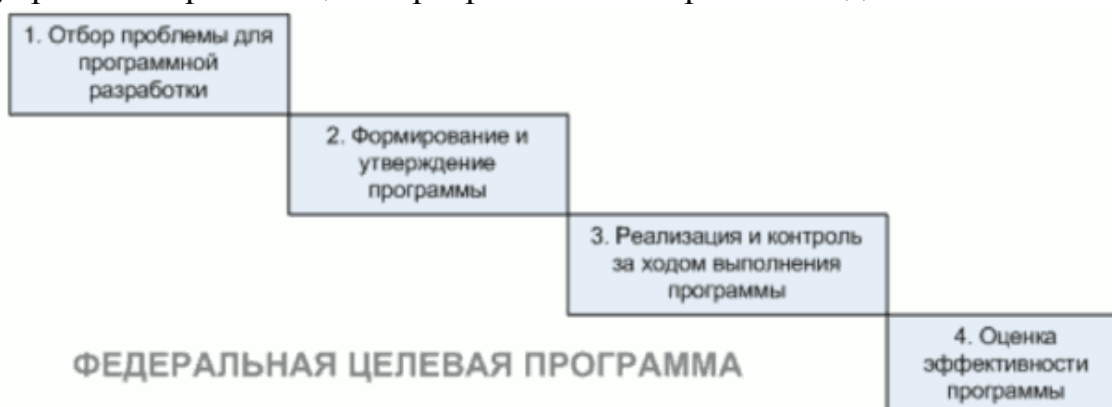 1. Отбор проблемы для
программной
разработки
2. Формирование и
утверждение
программы
3. Реализация и контроль
за ходом выполнения
программы
4. Оценка
эффективности
программы
ФЕДЕРАЛЬНАЯ ЦЕЛЕВАЯ ПРОГРАММА